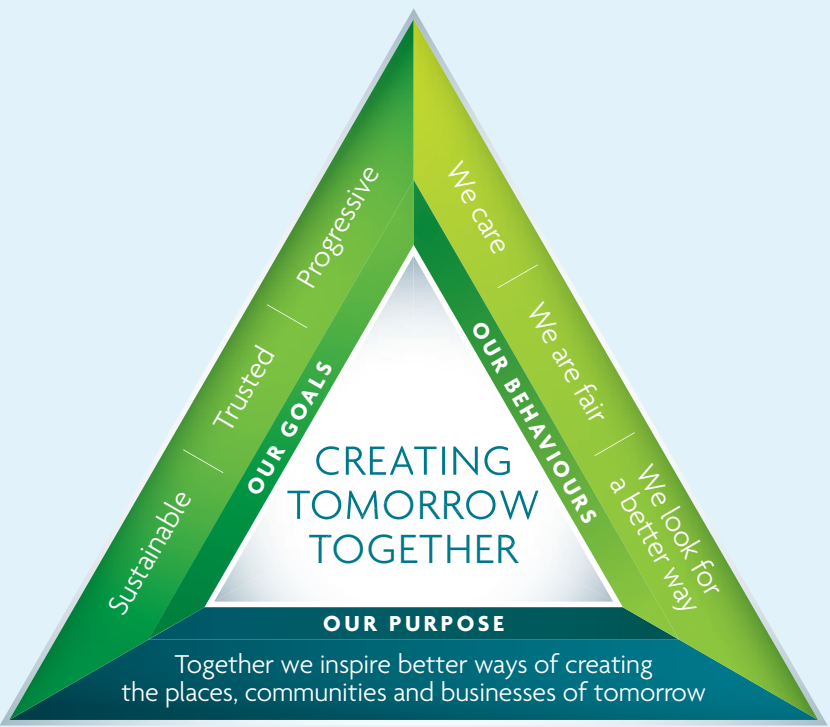 CREATING
TOMORROW
TOGETHER
OUR GOALS
Sustainable
Trusted
Progressive
OUR BEHAVIOURS
We care
We are fair
We look for
a better way
OUR PURPOSE
Together we inspire better ways of creating
the places, communities and businesses of tomorrow